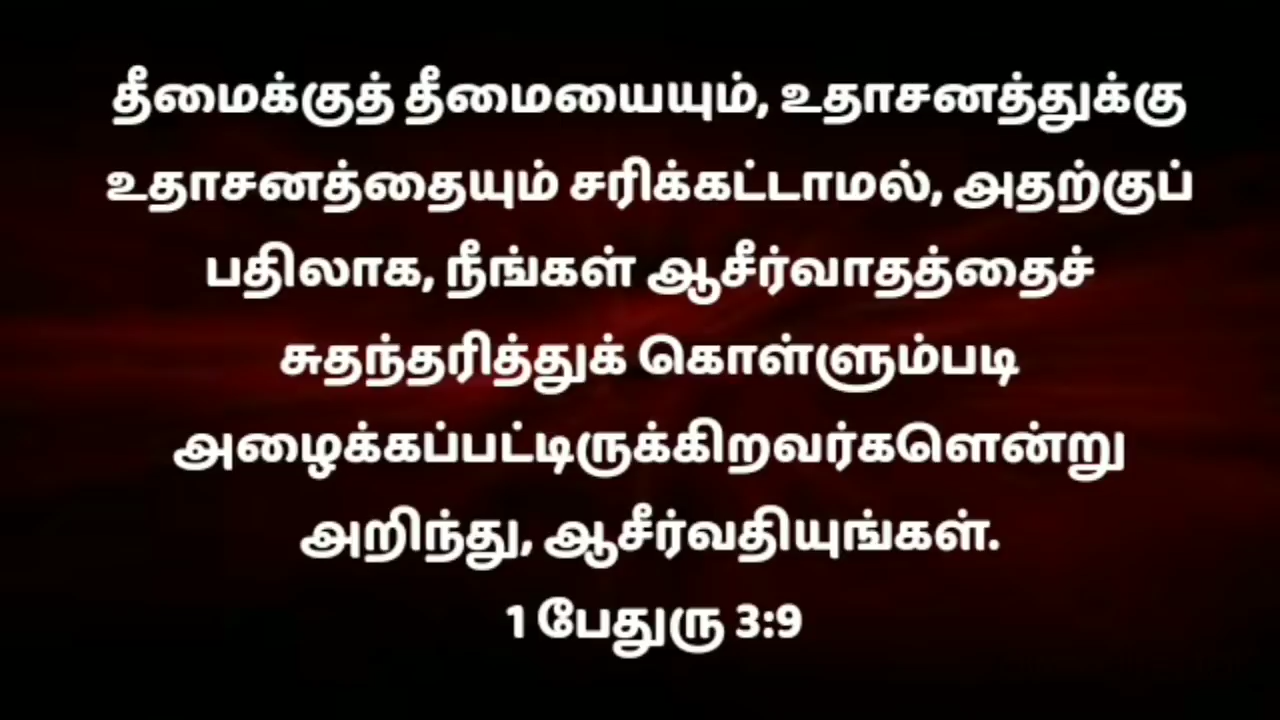 தீமைக்குத் தீமையையும், உதாசனத்துக்கு
உதாசனத்தையும் சரிக்கட்டாமல், அதற்குப்
பதிலாக, நீங்கள் ஆசீர்வாதத்தைச்
சுதந்தரித்துக் கொள்ளும்படி
அழைக்கப்பட்டிருக்கிறவர்களென்று
அறிந்து, ஆசீர்வதியுங்கள்.
1 பேதுரு 3:9